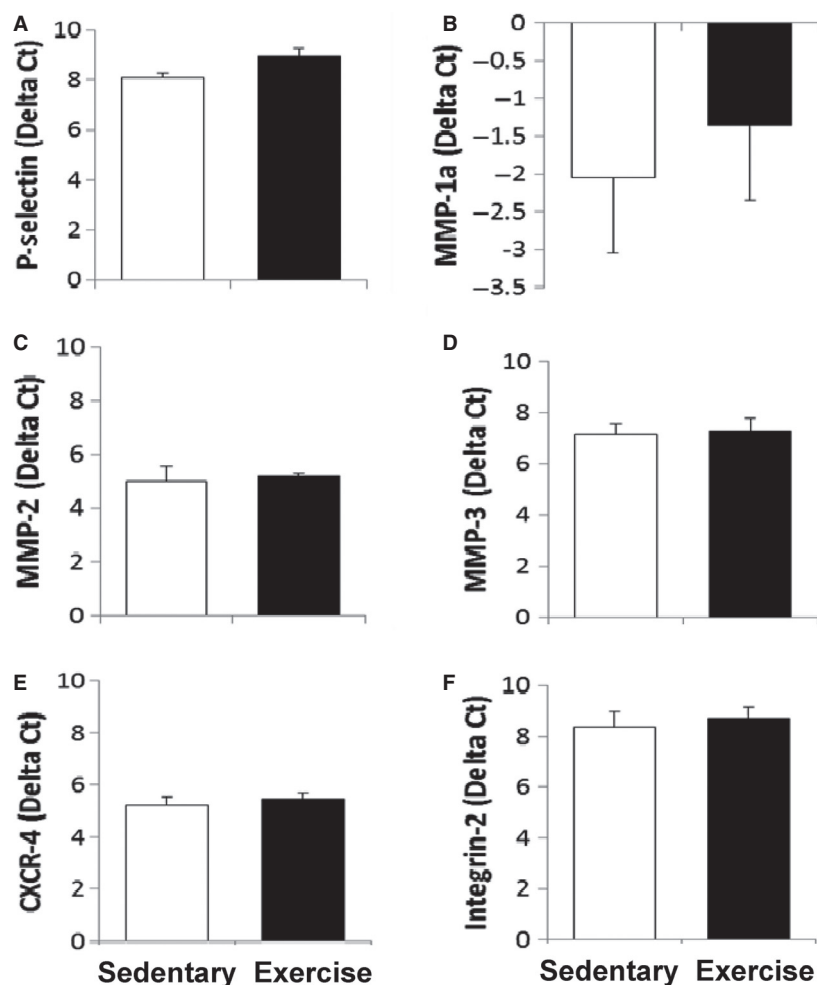 A
P-selectin (Delta Ct)
10
8
6
4
2
0
B
MMP-1a (Delta Ct)
0
−0.5
−1
−1.5
−2
−2.5
−3
−3.5
C
MMP-2 (Delta Ct)
10
8
6
4
2
0
D
MMP-3 (Delta Ct)
10
8
6
4
2
0
E
CXCR-4 (Delta Ct)
10
8
6
4
2
0
Sedentary Exercise
F
Integrin-2 (Delta Ct)
10
8
6
4
2
0
Sedentary Exercise